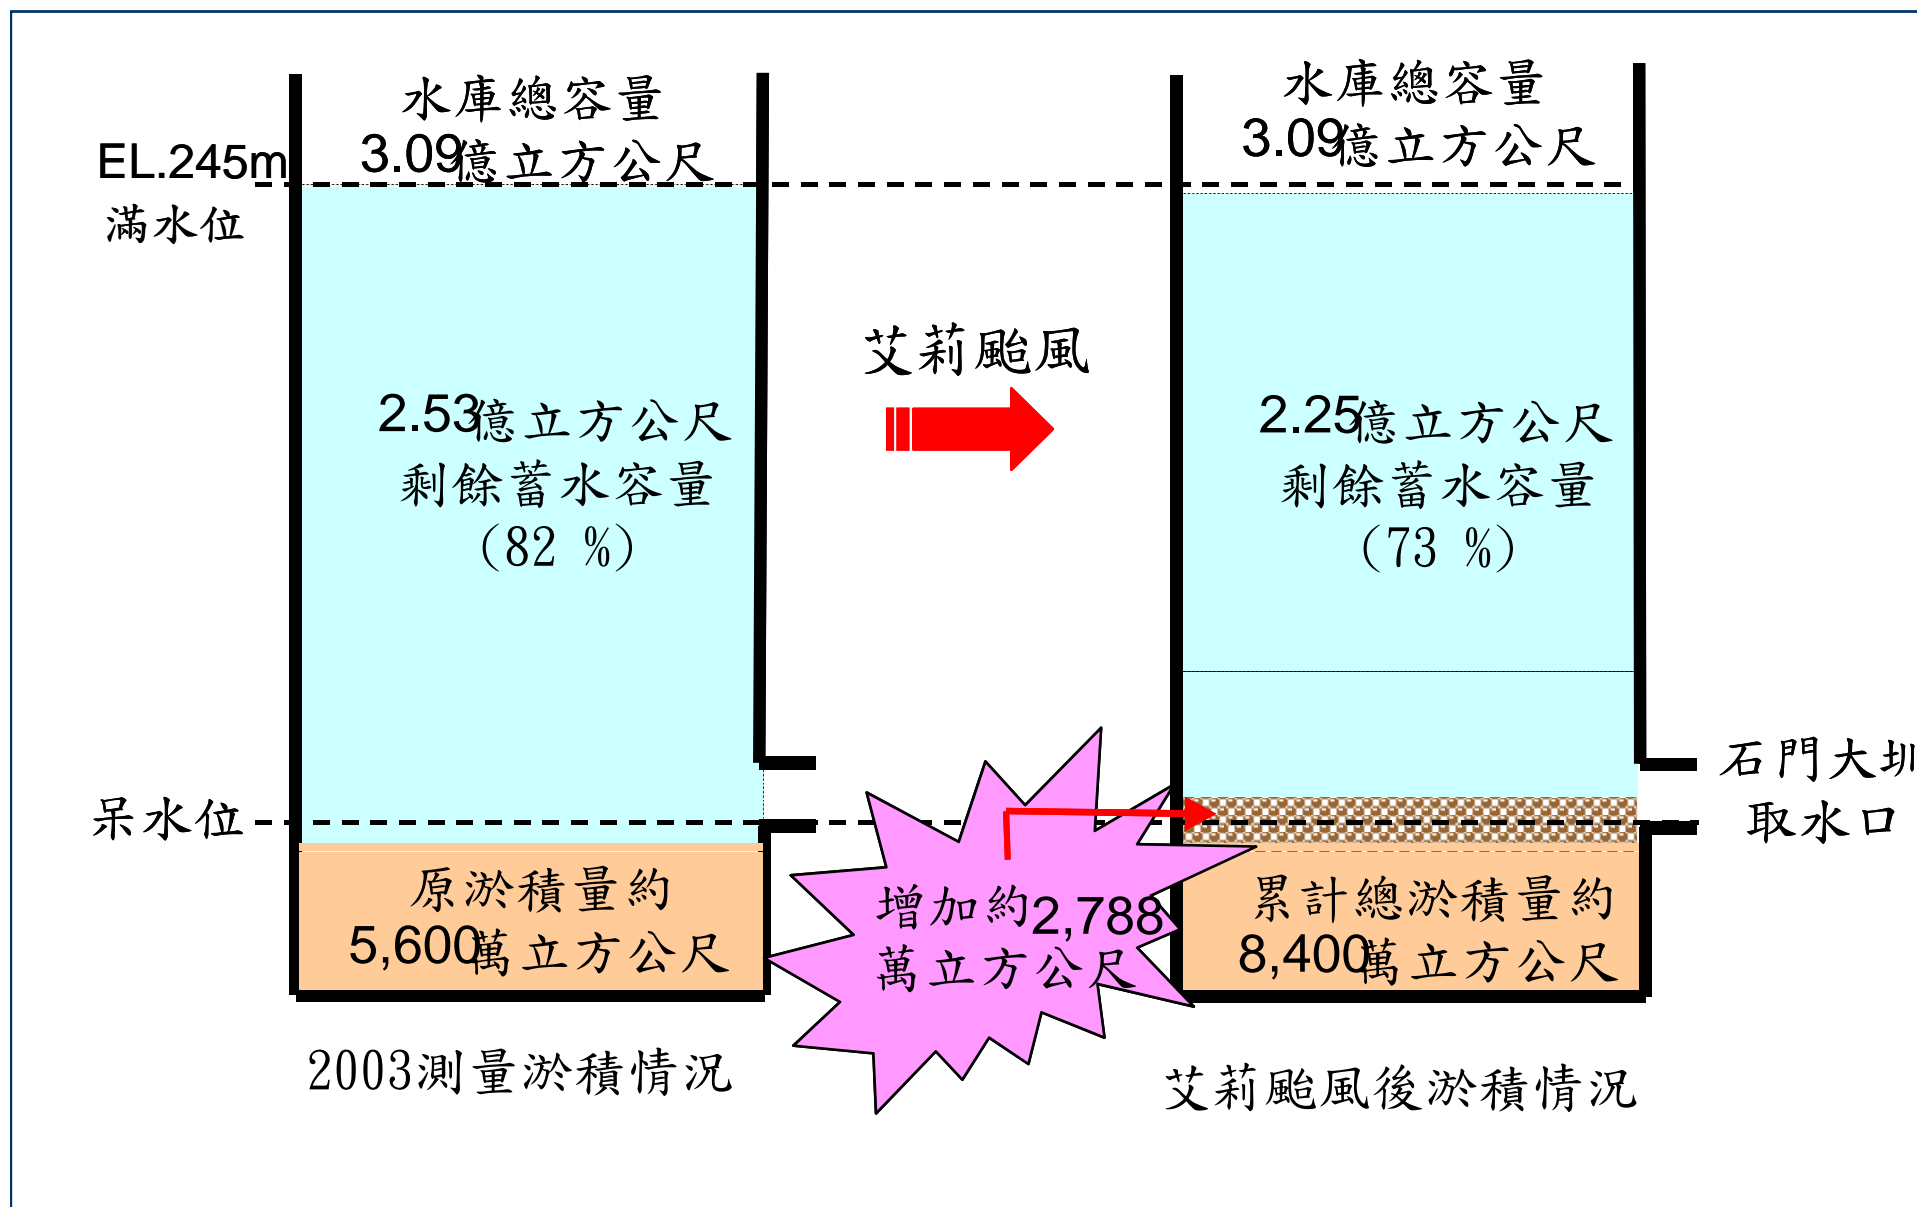 水庫總容量
3.09億立方公尺
EL.245m
滿水位
2.53億立方公尺
剩餘蓄水容量
(82 %)
呆水位
原淤積量約
5,600萬立方公尺
2003測量淤積情況
艾莉颱風
增加約2,788
萬立方公尺
水庫總容量
3.09億立方公尺
2.25億立方公尺
剩餘蓄水容量
(73 %)
石門大圳
取水口
累計總淤積量約
8,400萬立方公尺
艾莉颱風後淤積情況